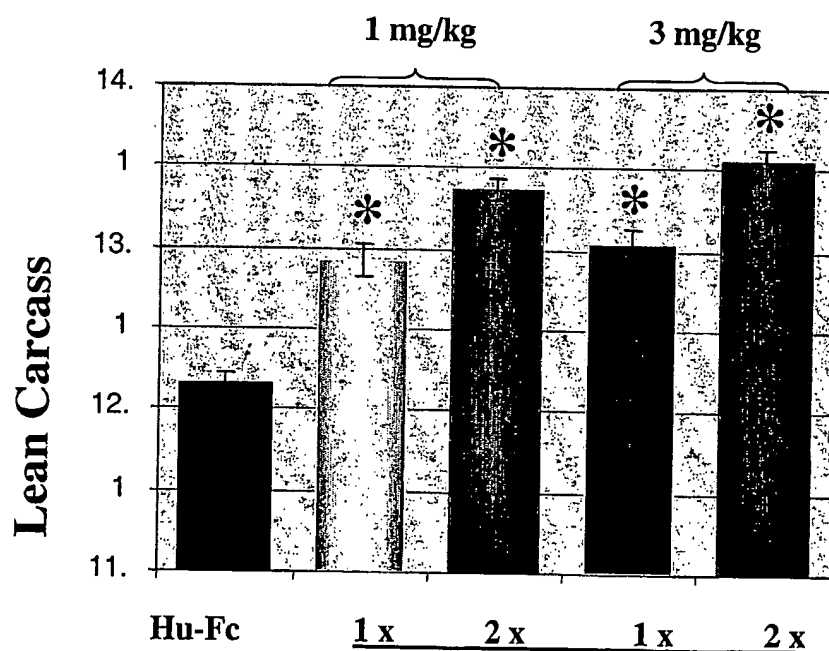 1 mg/kg 3 mg/kg
14.
1
13.
1
12.
1
11.
Lean Carcass
* * * *
Hu-Fc 1 x 2 x 1 x 2 x